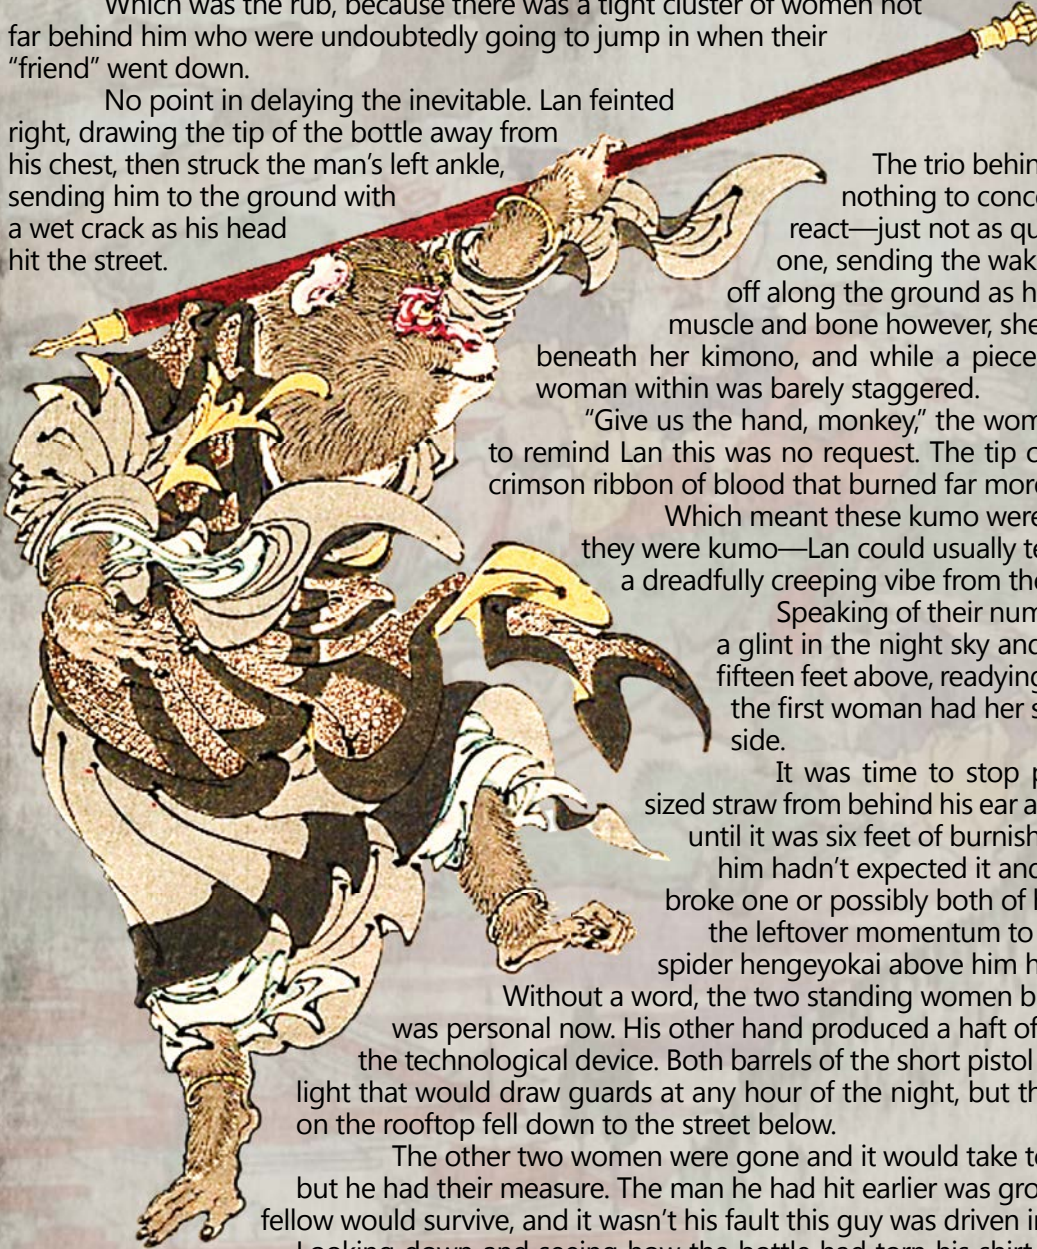 Which was the rub, because there was a tight cluster of women not
far behind him who were undoubtedly going to jump in when their
“friend” went down.
No point in delaying the inevitable. Lan feinted
right, drawing the tip of the bottle away from
his chest, then struck the man’s left ankle,
sending him to the ground with
a wet crack as his head
hit the street.
The trio behin
nothing to conc
react—just not as qu
one, sending the wak
off along the ground as h
muscle and bone however, she
beneath her kimono, and while a piece
woman within was barely staggered.
“Give us the hand, monkey,” the wom
to remind Lan this was no request. The tip o
crimson ribbon of blood that burned far more
Which meant these kumo were
they were kumo—Lan could usually te
a dreadfully creeping vibe from the
Speaking of their num
a glint in the night sky and
fifteen feet above, readying
the first woman had her s
side.
It was time to stop p
sized straw from behind his ear a
until it was six feet of burnish
him hadn’t expected it and
broke one or possibly both of
the leftover momentum to
spider hengeyokai above him h
Without a word, the two standing women b
was personal now. His other hand produced a haft of
the technological device. Both barrels of the short pistol
light that would draw guards at any hour of the night, but th
on the rooftop fell down to the street below.
The other two women were gone and it would take t
but he had their measure. The man he had hit earlier was gro
fellow would survive, and it wasn’t his fault this guy was driven i
Looking down and seeing how the bottle had torn his shirt